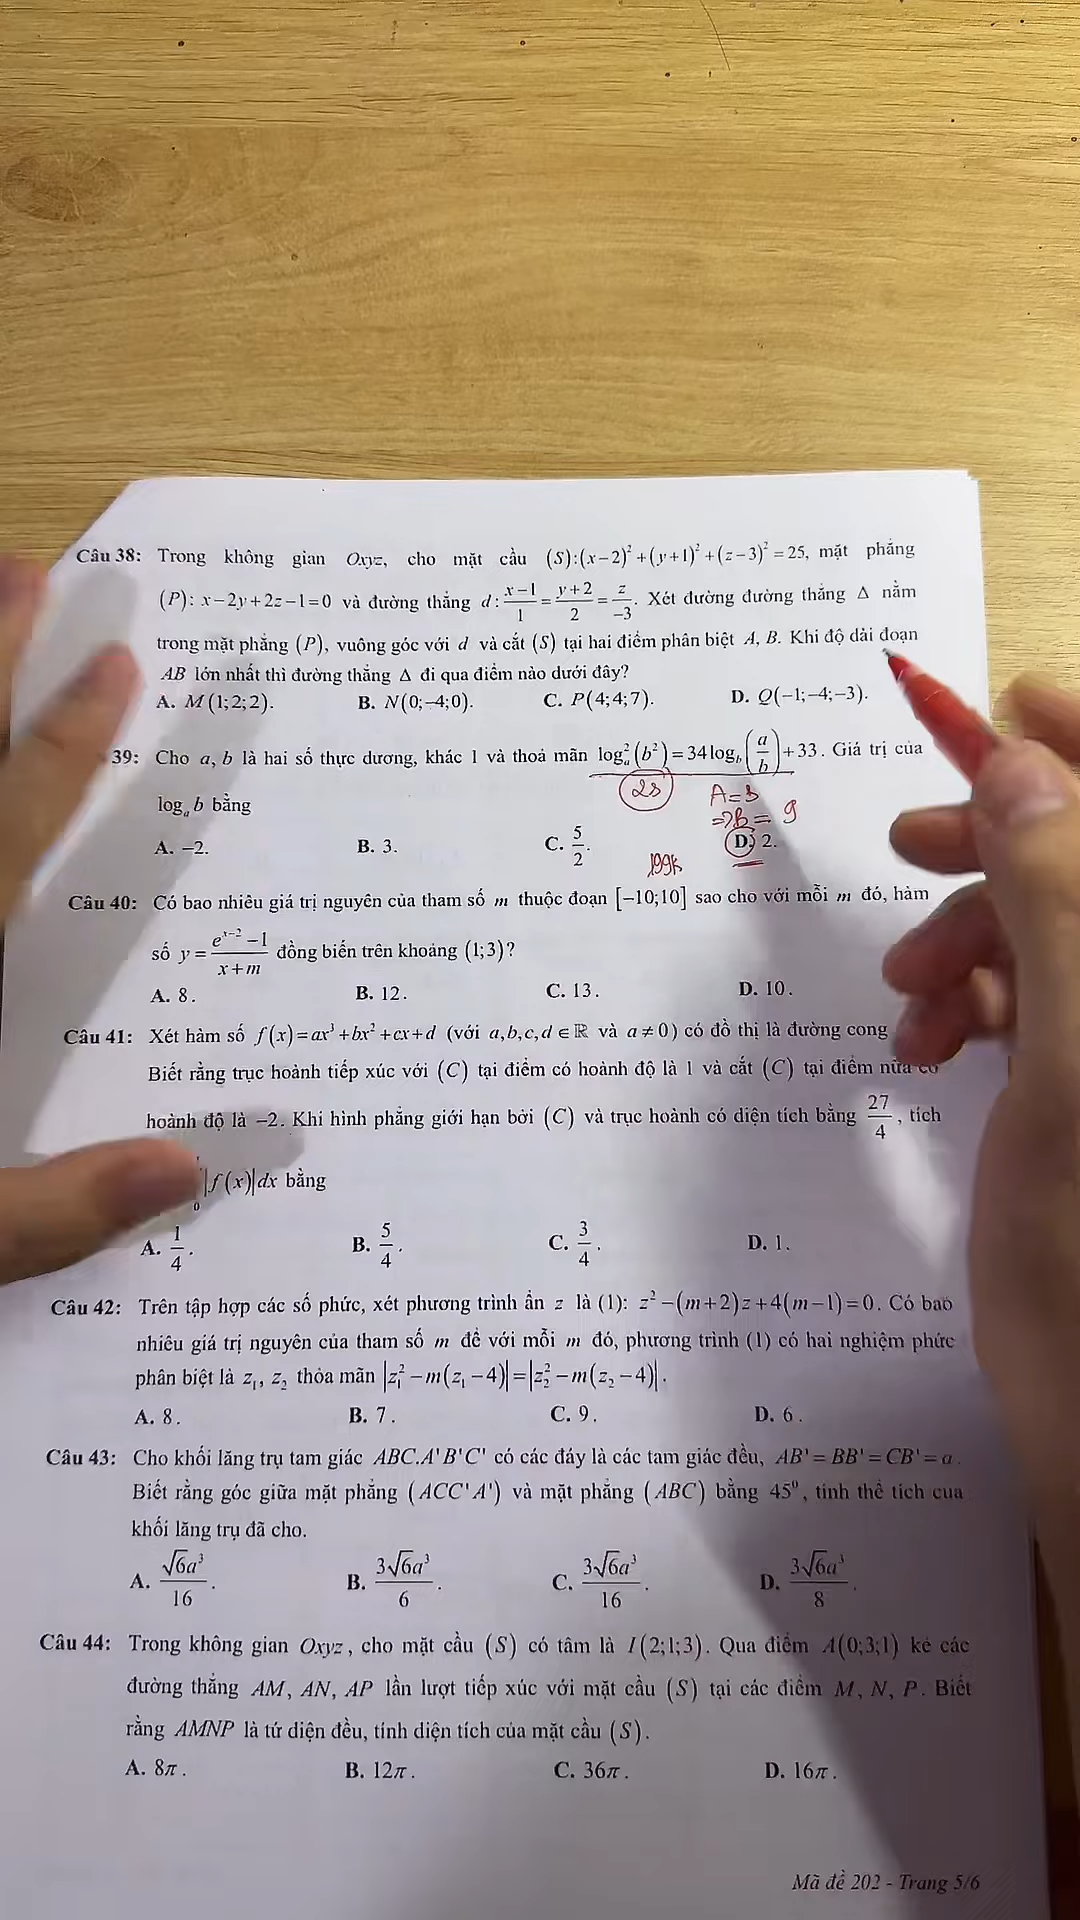 Câu 38: Trong không gian Oxyz, cho mặt cầu (S):(x−2)²+(y+1)²+(z−3)²=25, mặt phẳng
(P): x−2y+2z−1=0 và đường thẳng d: (x−1)/1 = (y+2)/2 = z/−3. Xét đường đường thẳng Δ nằm
trong mặt phẳng (P), vuông góc với d và cắt (S) tại hai điểm phân biệt A, B. Khi độ dài đoạn
AB lớn nhất thì đường thẳng Δ đi qua điểm nào dưới đây?
A. M(1;2;2). B. N(0;−4;0). C. P(4;4;7). D. Q(−1;−4;−3).
39: Cho a, b là hai số thực dương, khác 1 và thoả mãn logₐ²(b²)=34log_b(a/b)+33. Giá trị của
2s A=3
logₐ b bằng
⇒B = 9
A. −2. B. 3. C. 5/2. D. 2.
199k
Câu 40: Có bao nhiêu giá trị nguyên của tham số m thuộc đoạn [−10;10] sao cho với mỗi m đó, hàm
số y = (e^(x−2) −1)/(x+m) đồng biến trên khoảng (1;3)?
A. 8. B. 12. C. 13. D. 10.
Câu 41: Xét hàm số f(x)=ax³+bx²+cx+d (với a,b,c,d∈ℝ và a≠0) có đồ thị là đường cong
Biết rằng trục hoành tiếp xúc với (C) tại điểm có hoành độ là 1 và cắt (C) tại điểm nữa có
hoành độ là −2. Khi hình phẳng giới hạn bởi (C) và trục hoành có diện tích bằng 27/4, tích
0 |f(x)|dx bằng
A. 1/4. B. 5/4. C. 3/4. D. 1.
Câu 42: Trên tập hợp các số phức, xét phương trình ẩn z là (1): z²−(m+2)z+4(m−1)=0. Có bao
nhiêu giá trị nguyên của tham số m để với mỗi m đó, phương trình (1) có hai nghiệm phức
phân biệt là z₁, z₂ thỏa mãn |z₁²−m(z₁−4)|=|z₂²−m(z₂−4)|.
A. 8. B. 7. C. 9. D. 6.
Câu 43: Cho khối lăng trụ tam giác ABC.A'B'C' có các đáy là các tam giác đều, AB'=BB'=CB'=a.
Biết rằng góc giữa mặt phẳng (ACC'A') và mặt phẳng (ABC) bằng 45⁰, tính thể tích của
khối lăng trụ đã cho.
A. √6a³/16. B. 3√6a³/6. C. 3√6a³/16. D. 3√6a³/8.
Câu 44: Trong không gian Oxyz, cho mặt cầu (S) có tâm là I(2;1;3). Qua điểm A(0;3;1) kẻ các
đường thẳng AM, AN, AP lần lượt tiếp xúc với mặt cầu (S) tại các điểm M, N, P. Biết
rằng AMNP là tứ diện đều, tính diện tích của mặt cầu (S).
A. 8π. B. 12π. C. 36π. D. 16π.
Mã đề 202 - Trang 5/6